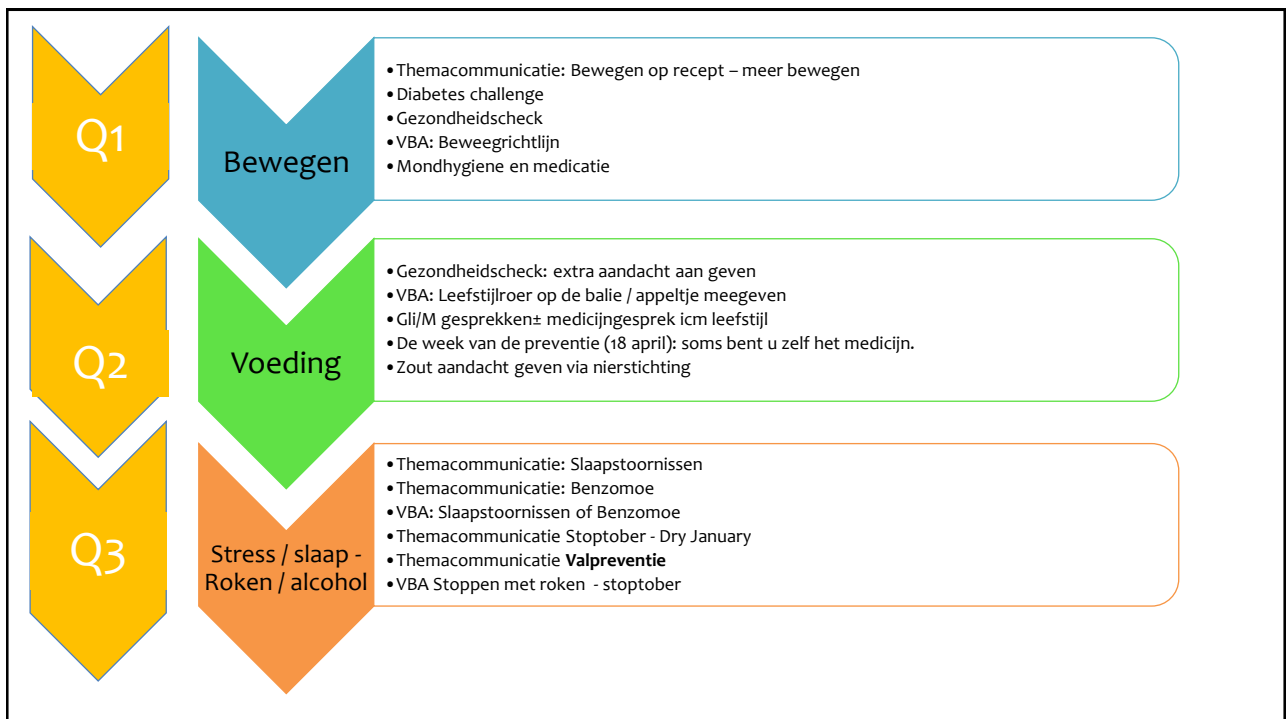 Q1
Bewegen
•Themacommunicatie: Bewegen op recept – meer bewegen
•Diabetes challenge
•Gezondheidscheck
•VBA: Beweegrichtlijn
•Mondhygiene en medicatie
Q2
Voeding
•Gezondheidscheck: extra aandacht aan geven
•VBA: Leefstijlroer op de balie / appeltje meegeven
•Gli/M gesprekken± medicijngesprek icm leefstijl
•De week van de preventie (18 april): soms bent u zelf het medicijn.
•Zout aandacht geven via nierstichting
Q3
Stress / slaap -
Roken / alcohol
•Themacommunicatie: Slaapstoornissen
•Themacommunicatie: Benzomoe
•VBA: Slaapstoornissen of Benzomoe
•Themacommunicatie Stoptober - Dry January
•Themacommunicatie Valpreventie
•VBA Stoppen met roken - stoptober